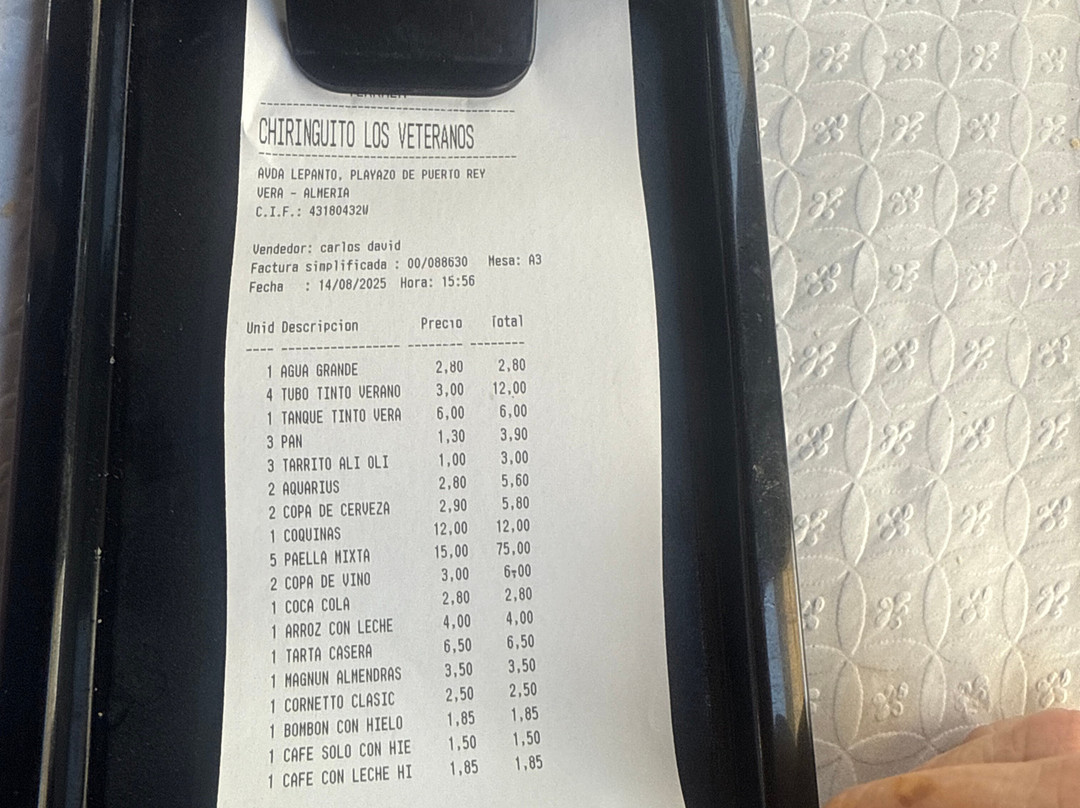 CHIRINGUITO LOS VETERANOS
AVDA LEPANTO, PLAYAZO DE PUERTO REY
VERA - ALMERIA
C.I.F.: 43180432W
Vendedor: carlos david
Factura simplificada : 00/088630 Mesa: A3
Fecha : 14/08/2025 Hora: 15:56
Unid Descripcion Precio Total
1 AGUA GRANDE 2,80 2,80
4 TUBO TINTO VERANO 3,00 12,00
1 TANQUE TINTO VERA 6,00 6,00
3 PAN 1,30 3,90
3 TARRITO ALI OLI 1,00 3,00
2 AQUARIUS 2,80 5,60
2 COPA DE CERVEZA 2,90 5,80
1 COQUINAS 12,00 12,00
5 PAELLA MIXTA 15,00 75,00
2 COPA DE VINO 3,00 6,00
1 COCA COLA 2,80 2,80
1 ARROZ CON LECHE 4,00 4,00
1 TARTA CASERA 6,50 6,50
1 MAGNUN ALMENDRAS 3,50 3,50
1 CORNETTO CLASIC 2,50 2,50
1 BOMBON CON HIELO 1,85 1,85
1 CAFE SOLO CON HIE 1,50 1,50
1 CAFE CON LECHE HI 1,85 1,85